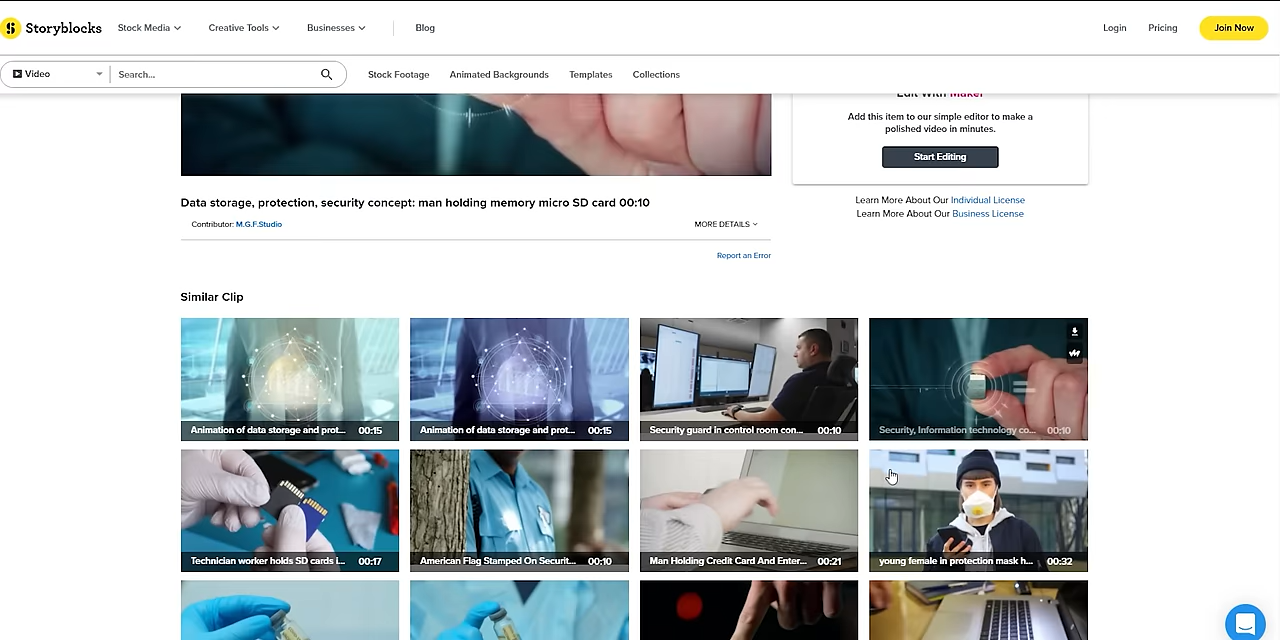 Storyblocks
Stock Media
Creative Tools
Businesses
Blog
Login
Pricing
Join Now
Video
Search...
Stock Footage
Animated Backgrounds
Templates
Collections
Edit With Maker
Add this item to our simple editor to make a
polished video in minutes.
Start Editing
Data storage, protection, security concept: man holding memory micro SD card 00:10
Learn More About Our Individual License
Learn More About Our Business License
Contributor: M.G.F.Studio
MORE DETAILS
Report an Error
Similar Clip
Animation of data storage and prot... 00:15
Animation of data storage and prot... 00:15
Security guard in control room con... 00:10
Security, Information technology co... 00:10
Technician worker holds SD cards i... 00:17
American Flag Stamped On Securit... 00:10
Man Holding Credit Card And Enter... 00:21
young female in protection mask h... 00:32